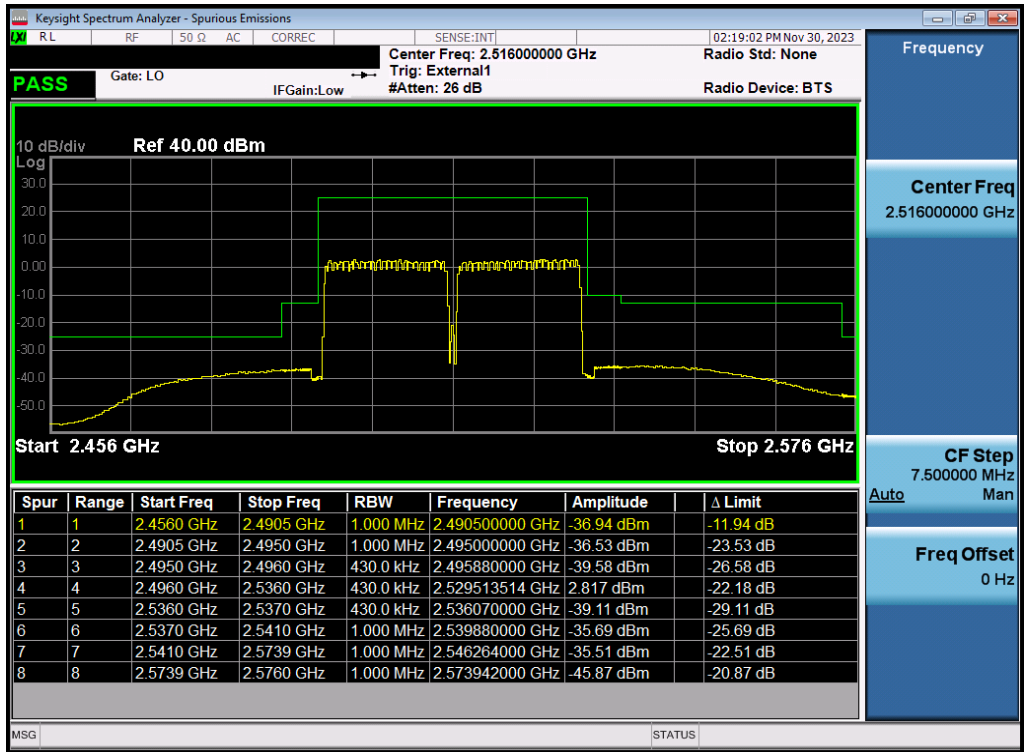 Keysight Spectrum Analyzer - Spurious Emissions
LXI RL RF 50 Ω AC CORREC SENSE:INT 02:19:02 PM Nov 30, 2023
Center Freq: 2.516000000 GHz Radio Std: None
PASS Gate: LO Trig: External1
IFGain:Low #Atten: 26 dB Radio Device: BTS
10 dB/div Ref 40.00 dBm
Log
30.0
20.0
10.0
0.00
-10.0
-20.0
-30.0
-40.0
-50.0
Start 2.456 GHz Stop 2.576 GHz
Spur Range Start Freq Stop Freq RBW Frequency Amplitude Δ Limit
1 1 2.4560 GHz 2.4905 GHz 1.000 MHz 2.490500000 GHz -36.94 dBm -11.94 dB
2 2 2.4905 GHz 2.4950 GHz 1.000 MHz 2.495000000 GHz -36.53 dBm -23.53 dB
3 3 2.4950 GHz 2.4960 GHz 430.0 kHz 2.495880000 GHz -39.58 dBm -26.58 dB
4 4 2.4960 GHz 2.5360 GHz 430.0 kHz 2.529513514 GHz 2.817 dBm -22.18 dB
5 5 2.5360 GHz 2.5370 GHz 430.0 kHz 2.536070000 GHz -39.11 dBm -29.11 dB
6 6 2.5370 GHz 2.5410 GHz 1.000 MHz 2.539880000 GHz -35.69 dBm -25.69 dB
7 7 2.5410 GHz 2.5739 GHz 1.000 MHz 2.546264000 GHz -35.51 dBm -22.51 dB
8 8 2.5739 GHz 2.5760 GHz 1.000 MHz 2.573942000 GHz -45.87 dBm -20.87 dB
MSG STATUS
Frequency
Center Freq
2.516000000 GHz
CF Step
7.500000 MHz
Auto Man
Freq Offset
0 Hz